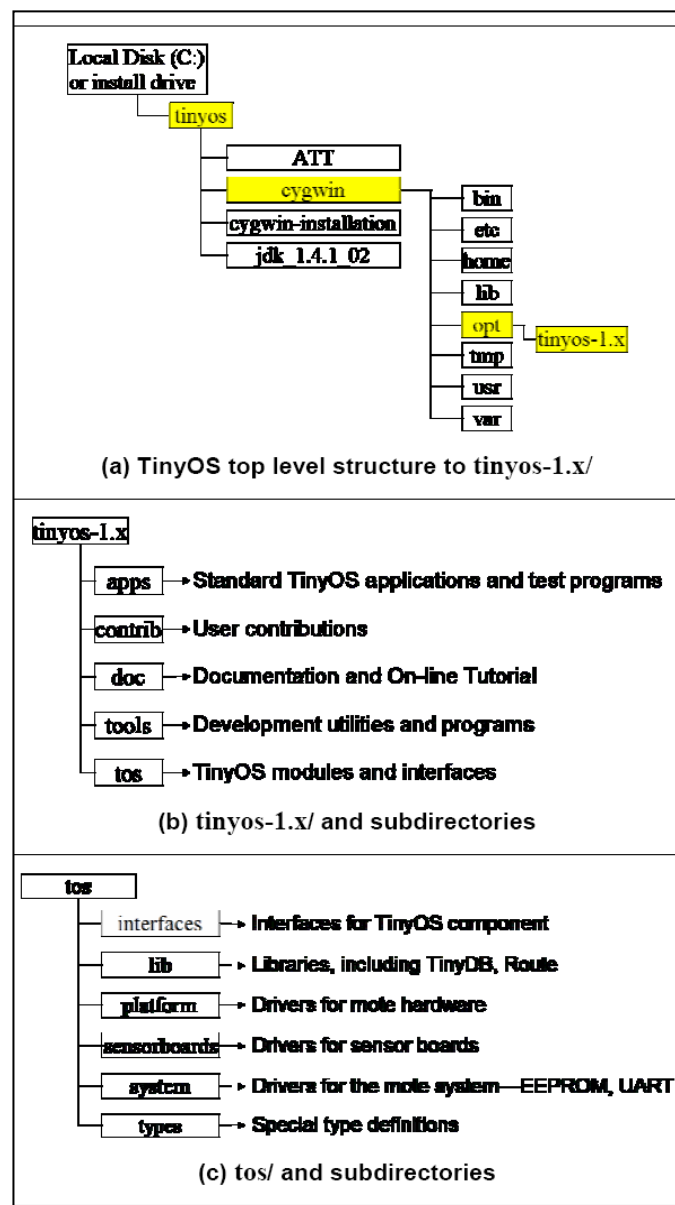 Local Disk (C:)
or install drive
tinyos
ATT
cygwin
cygwin-installation
jdk_1.4.1_02
bin
etc
home
lib
opt
tinyos-1.x
tmp
usr
var
(a) TinyOS top level structure to tinyos-1.x/
tinyos-1.x
apps Standard TinyOS applications and test programs
contrib User contributions
doc Documentation and On-line Tutorial
tools Development utilities and programs
tos TinyOS modules and interfaces
(b) tinyos-1.x/ and subdirectories
tos
interfaces Interfaces for TinyOS component
lib Libraries, including TinyDB, Route
platform Drivers for mote hardware
sensorboards Drivers for sensor boards
system Drivers for the mote system—EEPROM, UART
types Special type definitions
(c) tos/ and subdirectories